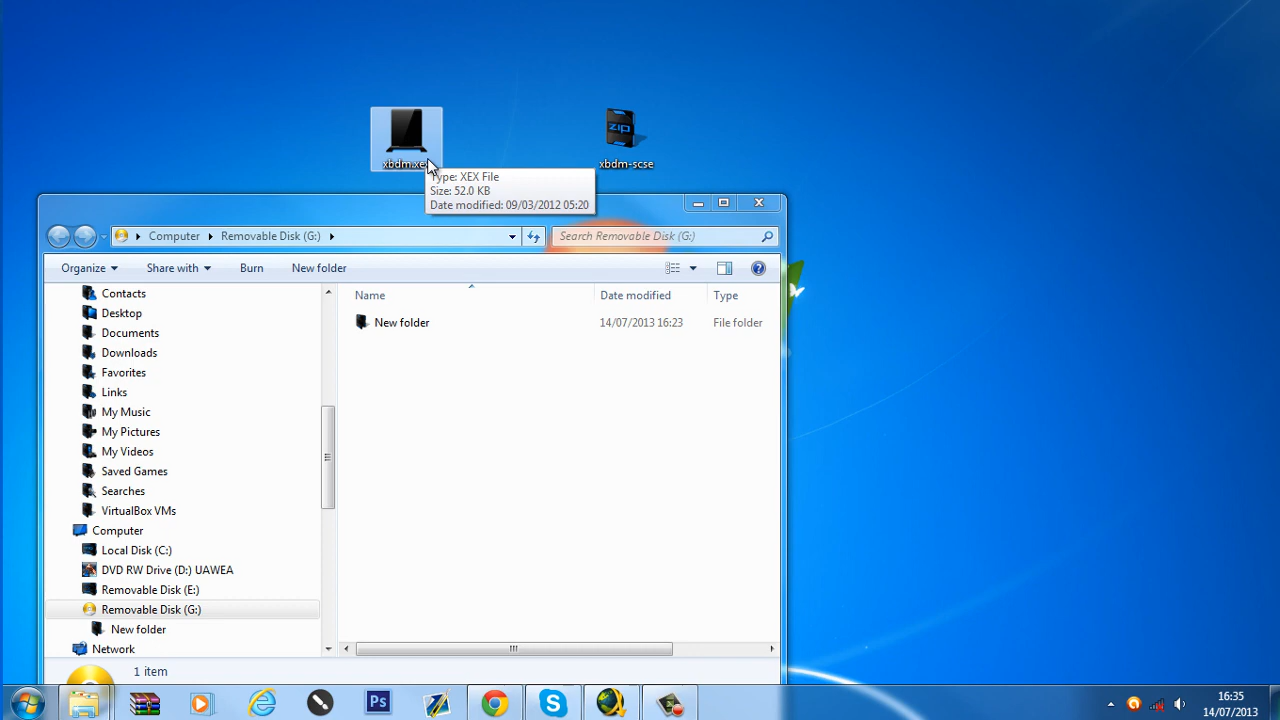 zip
xbdm.xex
xbdm-scse
Type: XEX File
Size: 52.0 KB
Date modified: 09/03/2012 05:20
Computer
Removable Disk (G:)
Search Removable Disk (G:)
Organize
Share with
Burn
New folder
Contacts
Desktop
Documents
Downloads
Favorites
Links
My Music
My Pictures
My Videos
Saved Games
Searches
VirtualBox VMs
Computer
Local Disk (C:)
DVD RW Drive (D:) UAWEA
Removable Disk (E:)
Removable Disk (G:)
New folder
Network
Name
Date modified
Type
New folder
14/07/2013 16:23
File folder
1 item
Ps
16:35
14/07/2013